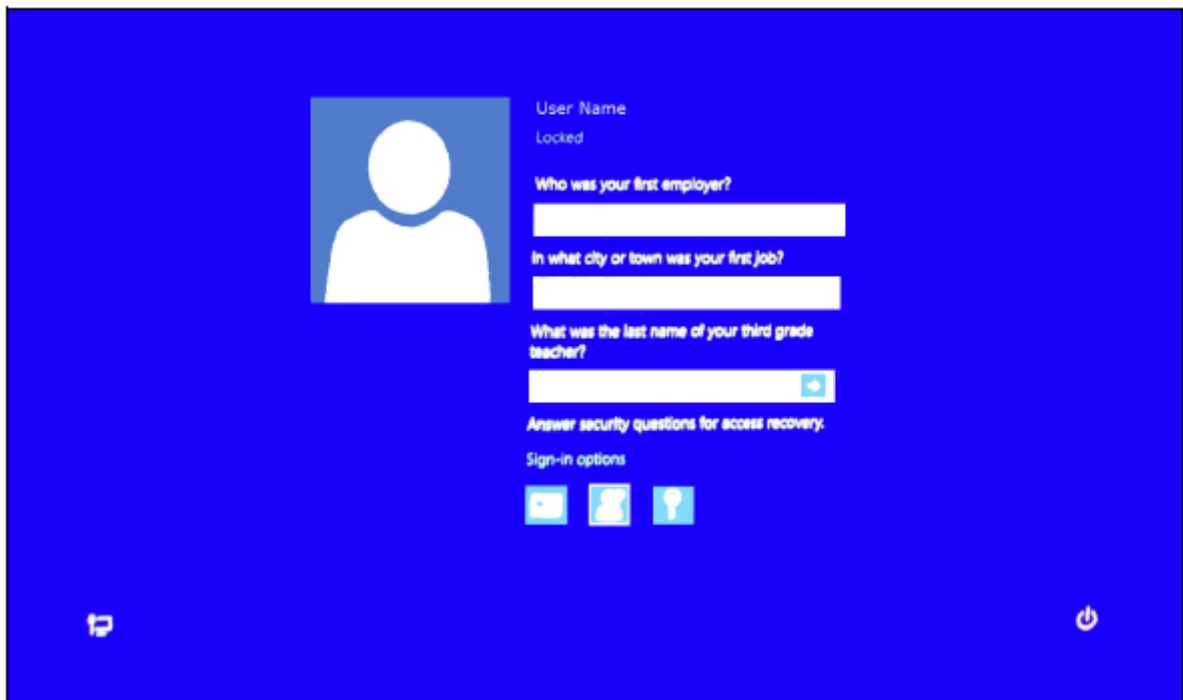 User Name
Locked
Who was your first employer?
In what city or town was your first job?
What was the last name of your third grade
teacher?
Answer security questions for access recovery.
Sign-in options